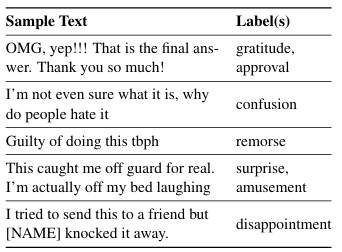 Sample Text Label(s)
OMG, yep!!! That is the final ans- gratitude,
wer. Thank you so much! approval
I'm not even sure what it is, why
do people hate it
confusion
Guilty of doing this tbph remorse
This caught me off guard for real. surprise,
I'm actually off my bed laughing amusement
I tried to send this to a friend but
[NAME] knocked it away.
disappointment